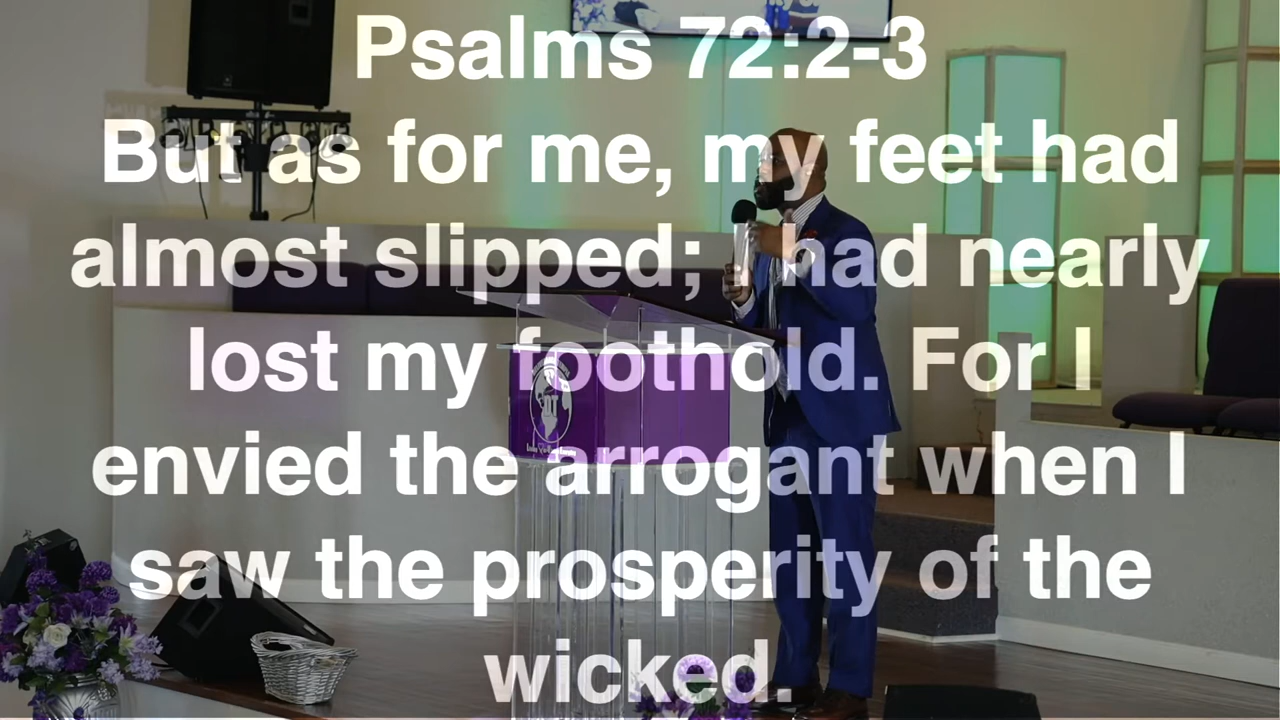 Psalms 72:2-3
But as for me, my feet had
almost slipped; I had nearly
lost my foothold. For I
envied the arrogant when I
saw the prosperity of the
wicked.